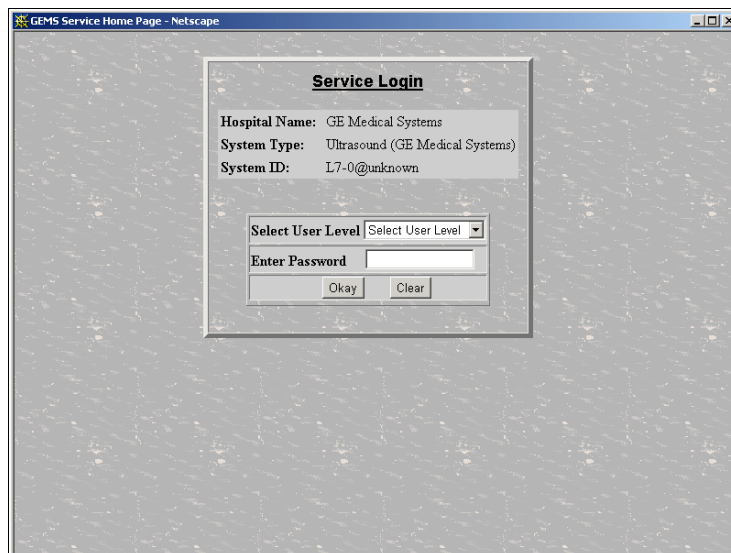 GEMS Service Home Page - Netscape
Service Login
Hospital Name: GE Medical Systems
System Type: Ultrasound (GE Medical Systems)
System ID: L7-0@unknown
Select User Level Select User Level
Enter Password
Okay Clear